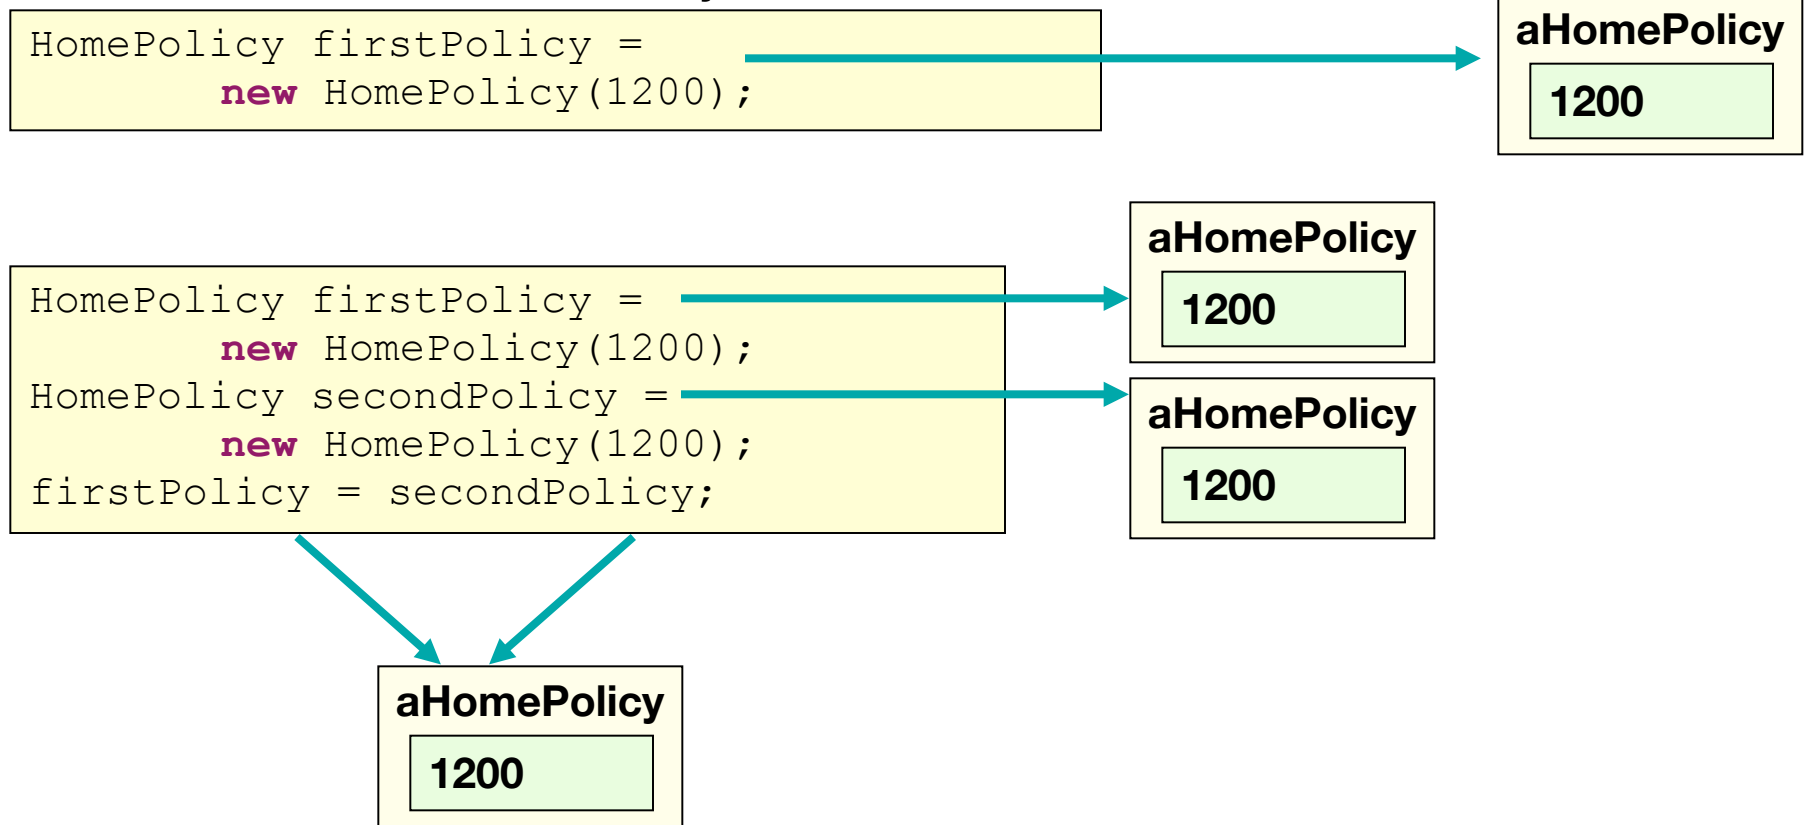 HomePolicy firstPolicy =
new HomePolicy(1200);
aHomePolicy
1200
HomePolicy firstPolicy =
new HomePolicy(1200);
HomePolicy secondPolicy =
new HomePolicy(1200);
firstPolicy = secondPolicy;
aHomePolicy
1200
aHomePolicy
1200
aHomePolicy
1200